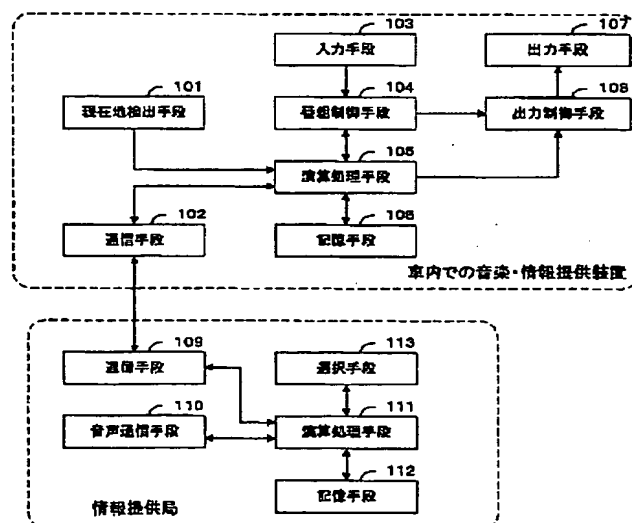 103
入力手段
107
出力手段
101
現在地検出手段
104
番組制御手段
108
出力制御手段
105
演算処理手段
102
通信手段
106
記憶手段
車内での音楽・情報提供装置
109
通信手段
113
選択手段
110
音声通信手段
111
演算処理手段
112
記憶手段
情報提供局